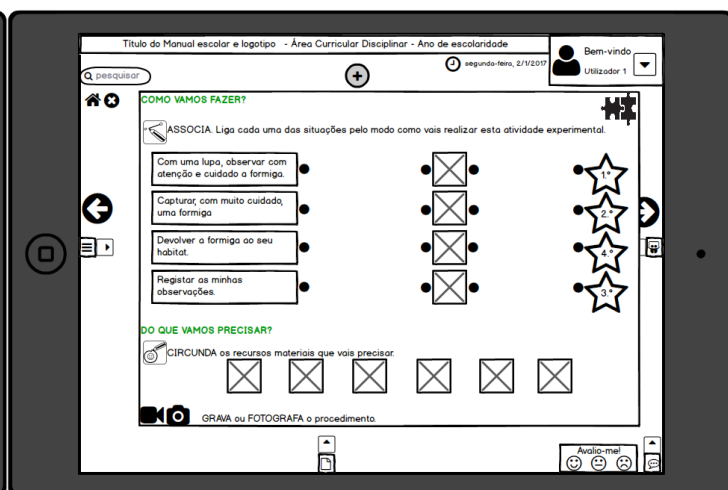 Título do Manual escolar e logotipo - Área Curricular Disciplinar - Ano de escolaridade
Bem-vindo
Utilizador 1
segunda-feira, 2/1/2017
pesquisar
COMO VAMOS FAZER?
ASSOCIA. Liga cada uma das situações pelo modo como vais realizar esta atividade experimental.
Com uma lupa, observar com
atenção e cuidado a formiga.
1.º
Capturar, com muito cuidado,
uma formiga
2.º
Devolver a formiga ao seu
habitat.
4.º
Registar as minhas
observações.
3.º
DO QUE VAMOS PRECISAR?
CIRCUNDA os recursos materiais que vais precisar.
GRAVA ou FOTOGRAFA o procedimento.
Avalio-me!